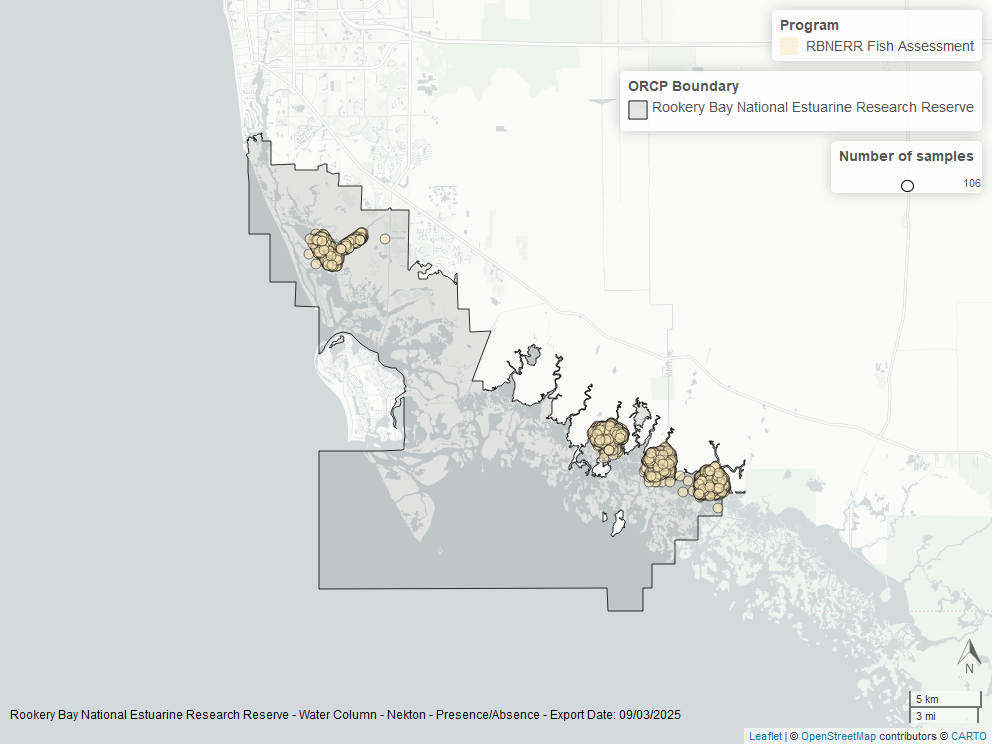 Program
RBNERR Fish Assessment
ORCP Boundary
Rookery Bay National Estuarine Research Reserve
Number of samples
106
N
5 km
3 mi
Rookery Bay National Estuarine Research Reserve - Water Column - Nekton - Presence/Absence - Export Date: 09/03/2025
Leaflet | © OpenStreetMap contributors © CARTO